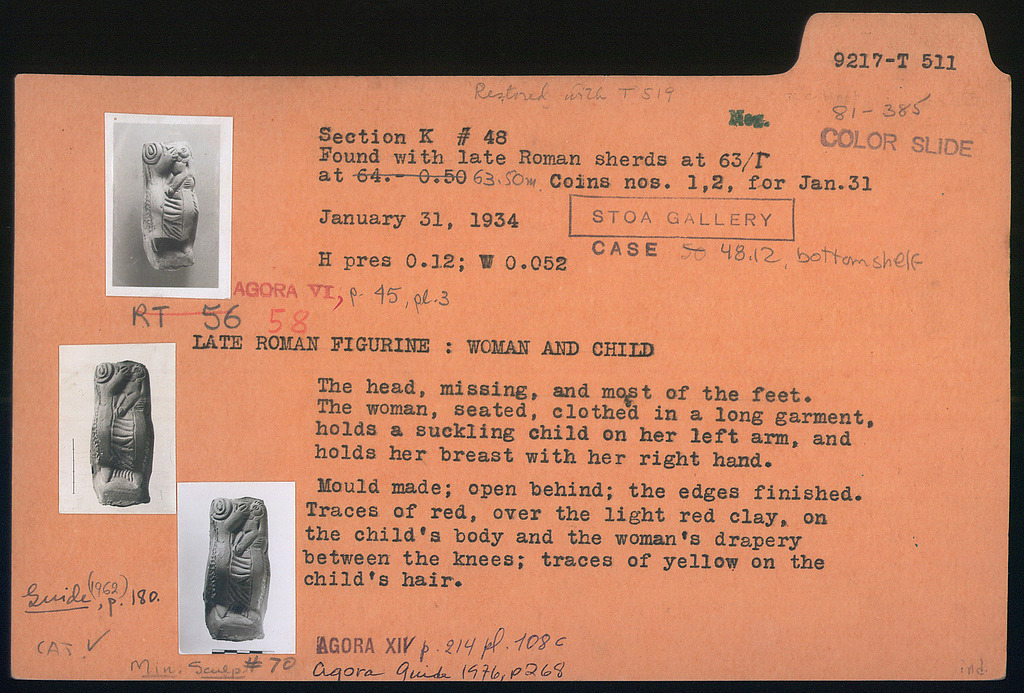 9217-T 511
Restored with T 519
Neg.
81-385
COLOR SLIDE
Section K # 48
Found with late Roman sherds at 63/Γ
at 64.- 0.50 63.50m. Coins nos. 1,2, for Jan.31
January 31, 1934
STOA GALLERY
CASE 50 48.12, bottom shelf
H pres 0.12; W 0.052
AGORA VI, p. 45, pl.3
RT 56 58
LATE ROMAN FIGURINE : WOMAN AND CHILD
The head, missing, and most of the feet.
The woman, seated, clothed in a long garment,
holds a suckling child on her left arm, and
holds her breast with her right hand.
Mould made; open behind; the edges finished.
Traces of red, over the light red clay, on
the child's body and the woman's drapery
between the knees; traces of yellow on the
child's hair.
Guide (1962), p. 180.
CAT. ✓
Min. Sculp. # 70
AGORA XIV p. 214 pl. 108c
Agora Guide 1976, p268
ind.